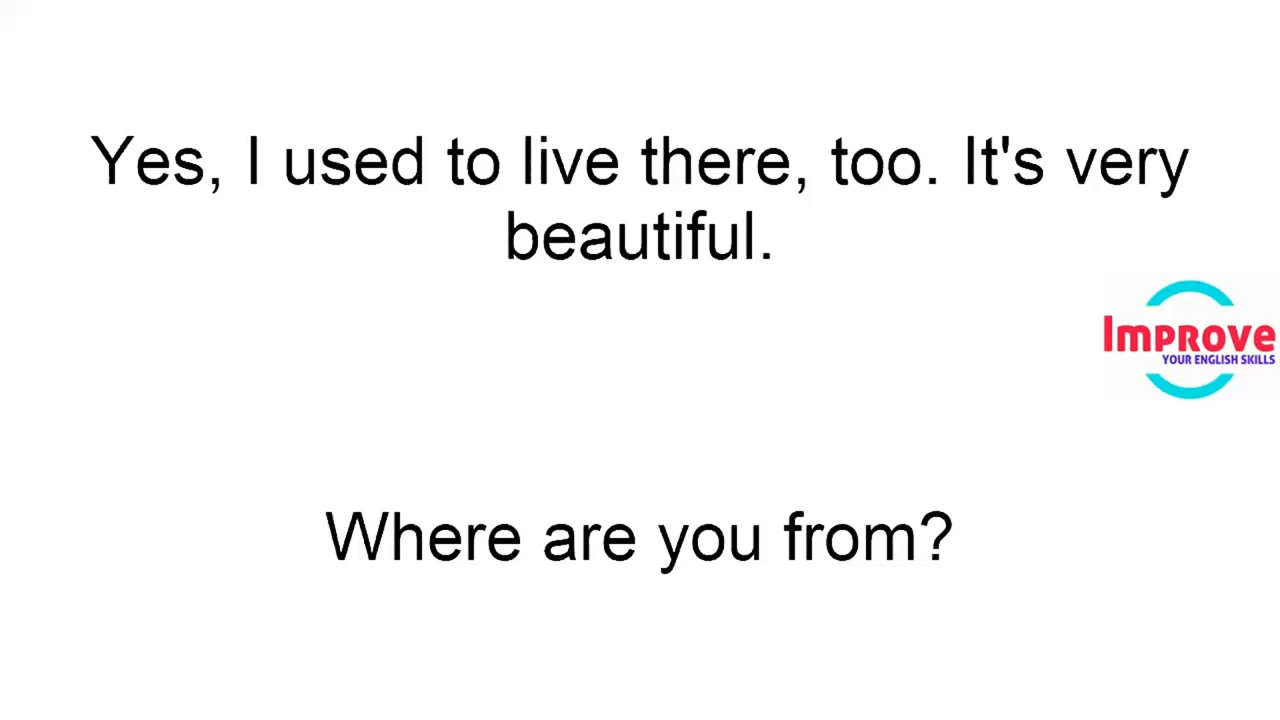 Yes, I used to live there, too. It's very
beautiful.
Improve
YOUR ENGLISH SKILLS
Where are you from?